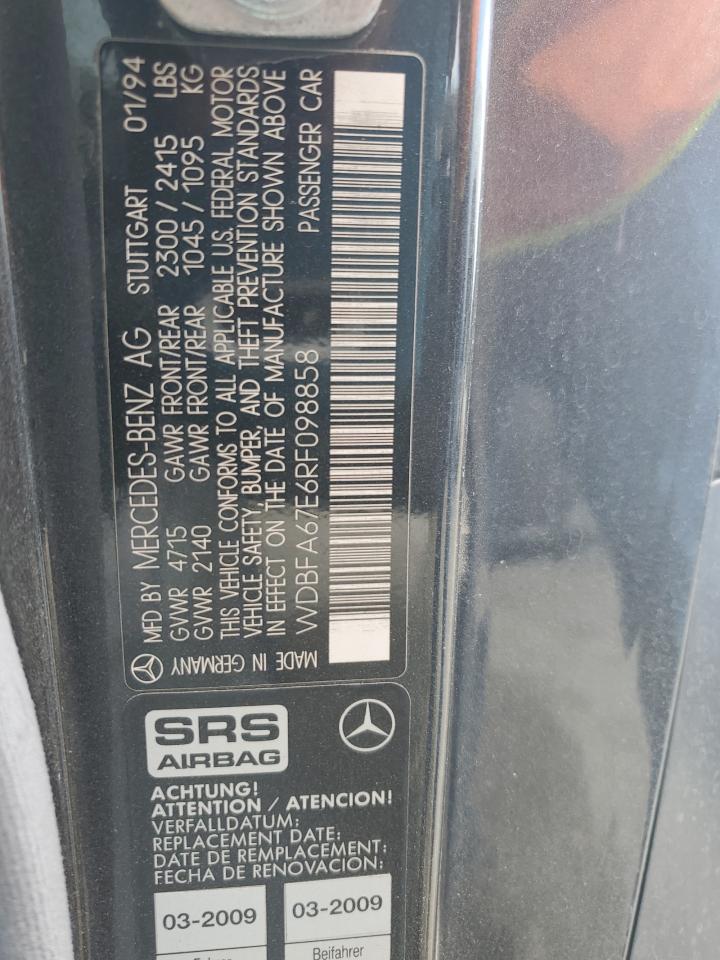 MFD BY MERCEDES-BENZ AG STUTTGART 01/94
GVWR 4715 GAWR FRONT/REAR 2300 / 2415 LBS
GVWR 2140 GAWR FRONT/REAR 1045 / 1095 KG
THIS VEHICLE CONFORMS TO ALL APPLICABLE U.S. FEDERAL MOTOR
VEHICLE SAFETY, BUMPER, AND THEFT PREVENTION STANDARDS
IN EFFECT ON THE DATE OF MANUFACTURE SHOWN ABOVE
WDBFA67E6RF098858 PASSENGER CAR
MADE IN GERMANY
SRS
AIRBAG
ACHTUNG!
ATTENTION / ATENCION!
VERFALLDATUM:
REPLACEMENT DATE:
DATE DE REMPLACEMENT:
FECHA DE RENOVACION:
03-2009 03-2009
Beifahrer